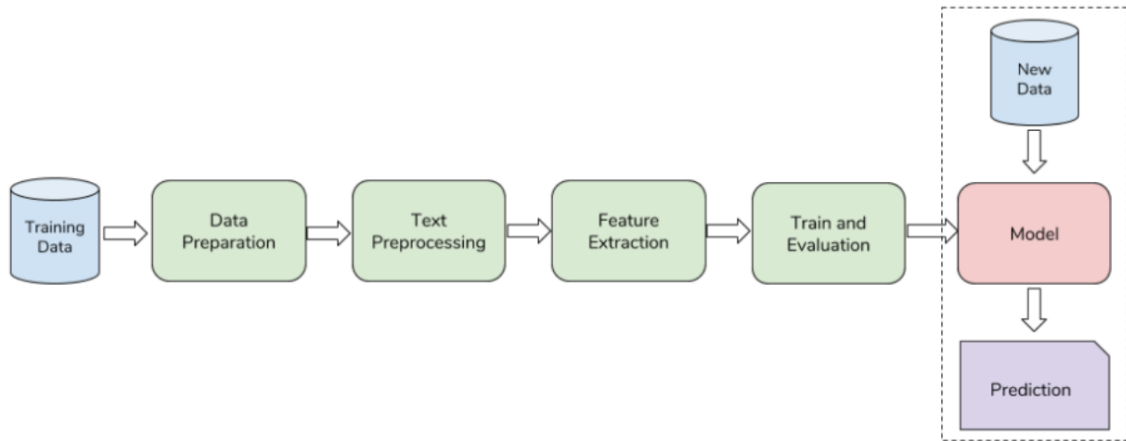 New
Data
Training
Data
Data
Preparation
Text
Preprocessing
Feature
Extraction
Train and
Evaluation
Model
Prediction